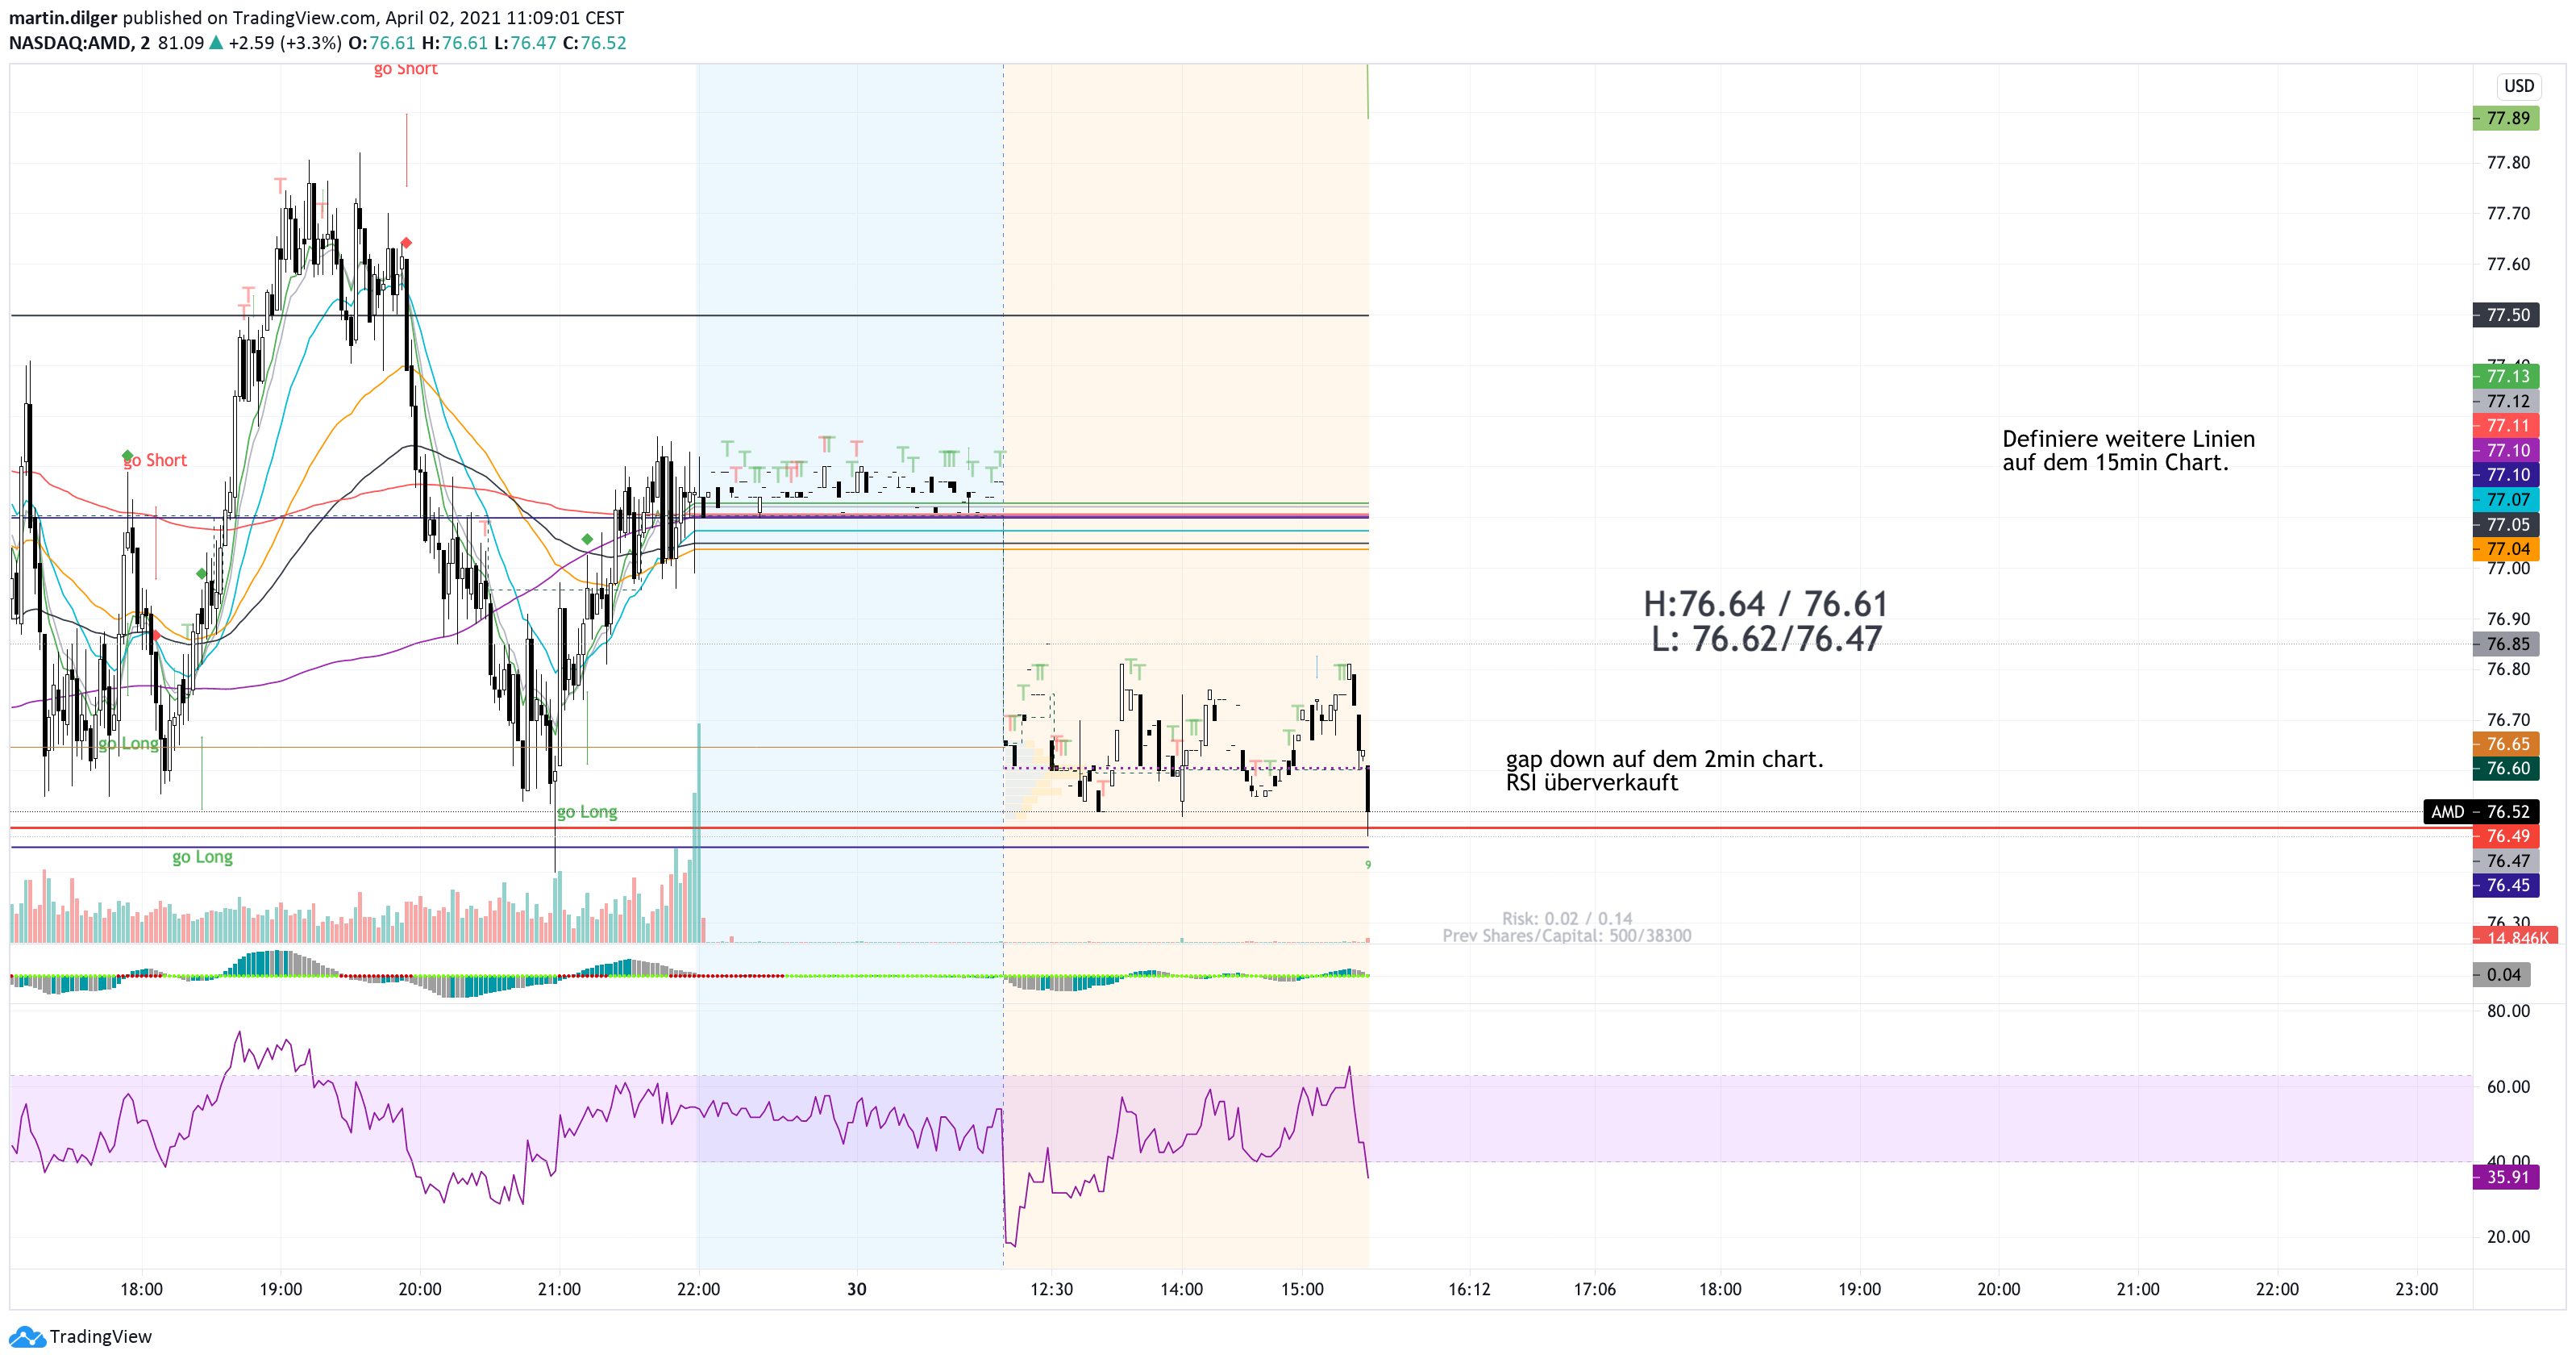 martin.dilger published on TradingView.com, April 02, 2021 11:09:01 CEST
NASDAQ:AMD, 2 81.09 ▲ +2.59 (+3.3%) O:76.61 H:76.61 L:76.47 C:76.52
go Short
USD
77.89
77.80
T
77.70
T
77.60
T
T
77.50
77.40
77.13
77.12
77.11
77.10
77.10
77.07
77.05
77.04
77.00
Definiere weitere Linien
auf dem 15min Chart.
go Short
H:76.64 / 76.61
L: 76.62/76.47
76.90
76.85
76.80
76.70
go Long
76.65
76.60
gap down auf dem 2min chart.
RSI überverkauft
go Long
AMD 76.52
76.49
go Long
76.47
9
76.45
Risk: 0.02 / 0.14
Prev Shares/Capital: 500/38300
76.30
14.846K
0.04
80.00
60.00
40.00
35.91
20.00
18:00 19:00 20:00 21:00 22:00 30 12:30 14:00 15:00 16:12 17:06 18:00 19:00 20:00 21:00 22:00 23:00
TradingView